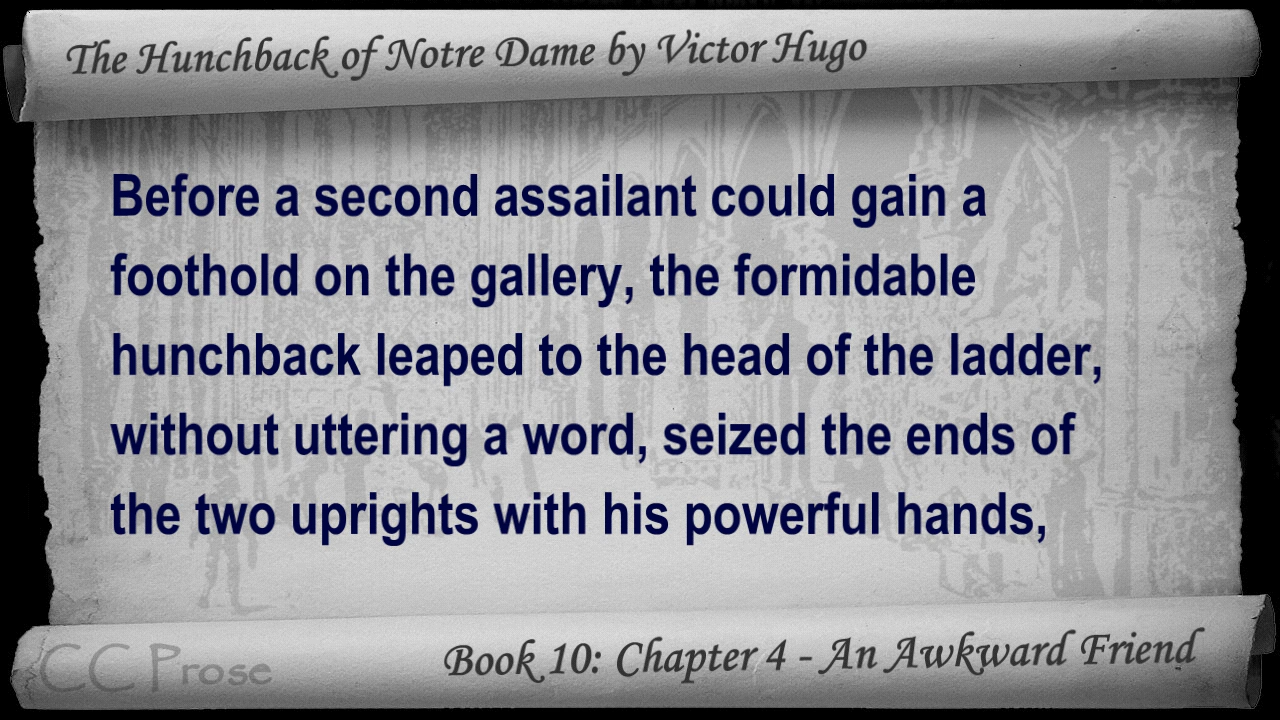 The Hunchback of Notre Dame by Victor Hugo
Before a second assailant could gain a
foothold on the gallery, the formidable
hunchback leaped to the head of the ladder,
without uttering a word, seized the ends of
the two uprights with his powerful hands,
CC Prose
Book 10: Chapter 4 - An Awkward Friend